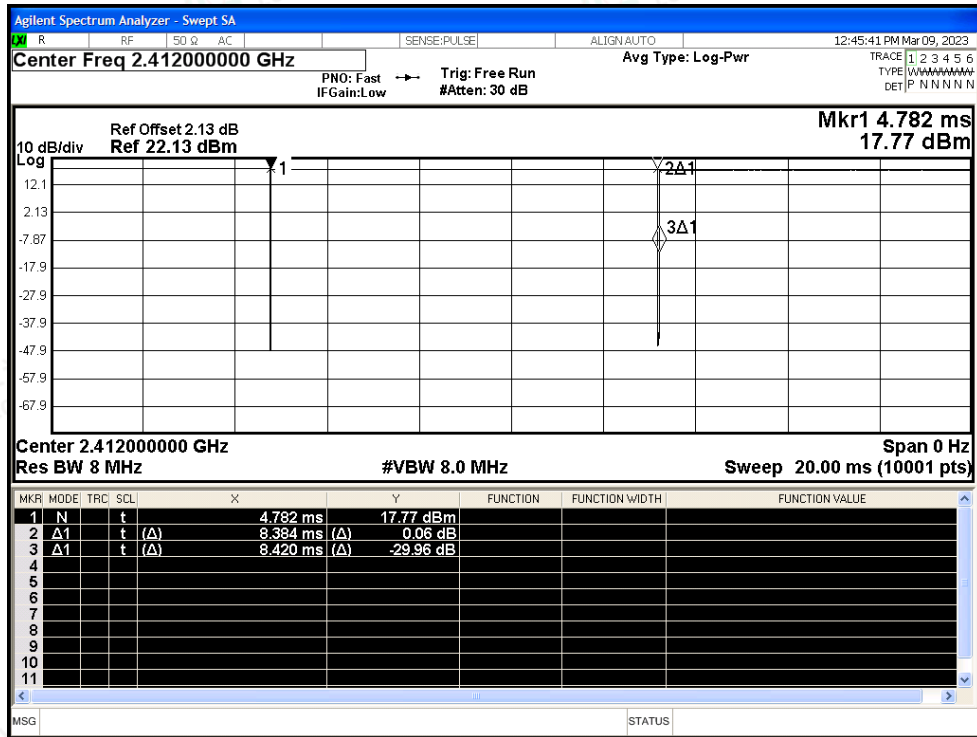 Agilent Spectrum Analyzer - Swept SA
LXI R RF 50 Ω AC SENSE:PULSE ALIGN AUTO 12:45:41 PM Mar 09, 2023
Center Freq 2.412000000 GHz
PNO: Fast
IFGain:Low
Trig: Free Run
#Atten: 30 dB
Avg Type: Log-Pwr
TRACE 1 2 3 4 5 6
TYPE WWWWWW
DET P N N N N N
Mkr1 4.782 ms
17.77 dBm
Ref Offset 2.13 dB
10 dB/div Ref 22.13 dBm
Log
1
2Δ1
3Δ1
12.1
2.13
-7.87
-17.9
-27.9
-37.9
-47.9
-57.9
-67.9
Center 2.412000000 GHz Span 0 Hz
Res BW 8 MHz #VBW 8.0 MHz Sweep 20.00 ms (10001 pts)
MKR MODE TRC SCL X Y FUNCTION FUNCTION WIDTH FUNCTION VALUE
1 N t 4.782 ms 17.77 dBm
2 Δ1 t (Δ) 8.384 ms (Δ) 0.06 dB
3 Δ1 t (Δ) 8.420 ms (Δ) -29.96 dB
4
5
6
7
8
9
10
11
MSG STATUS